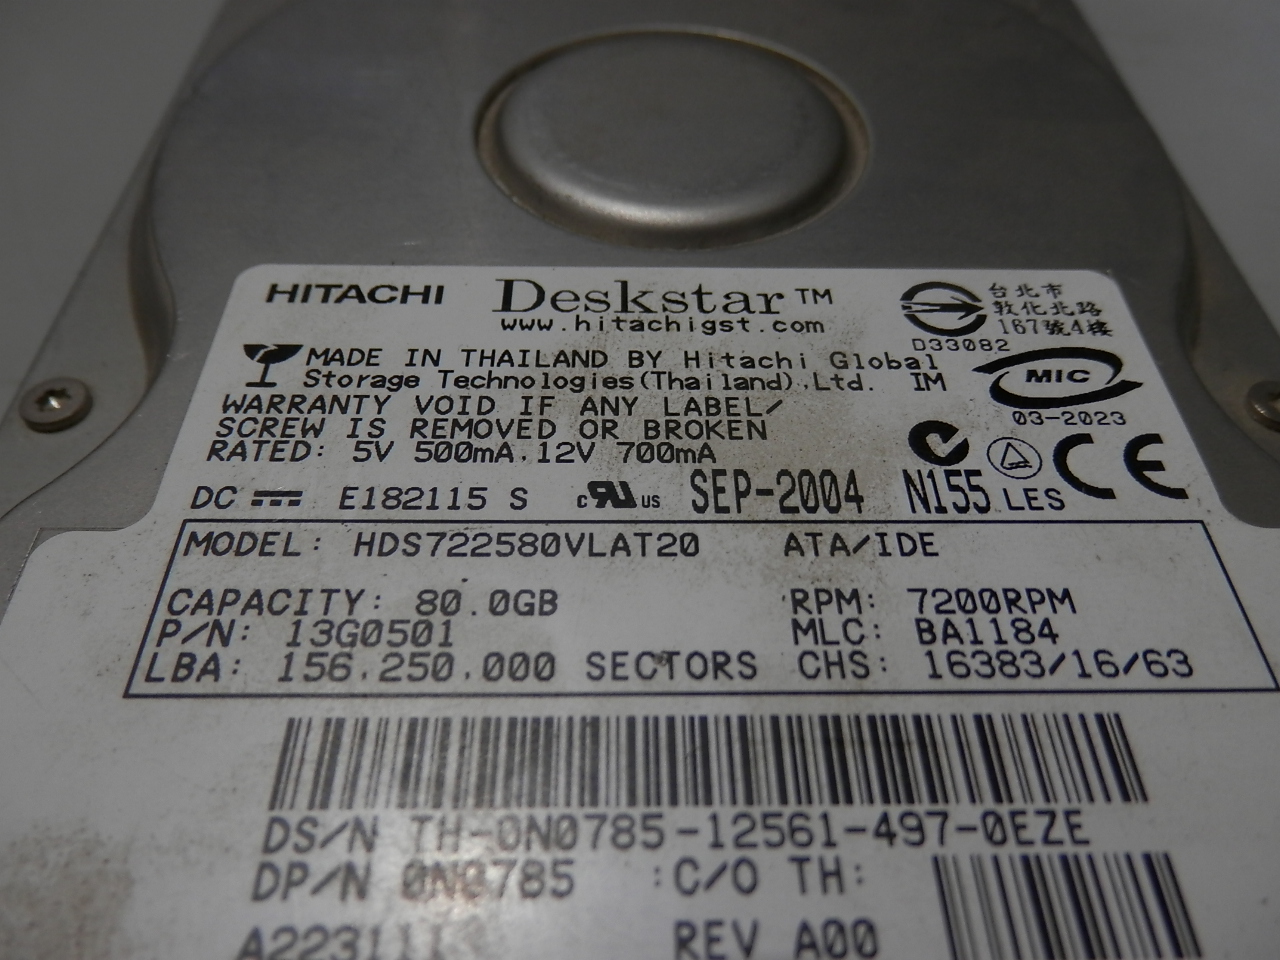 HITACHI Deskstar™
www.hitachigst.com
台北市
敦化北路
167號4樓
D33082
MADE IN THAILAND BY Hitachi Global
Storage Technologies(Thailand).Ltd. IM
MIC
03-2023
WARRANTY VOID IF ANY LABEL/
SCREW IS REMOVED OR BROKEN
RATED: 5V 500mA.12V 700mA
DC E182115 S c UR US SEP-2004 N155 LES CE
MODEL: HDS722580VLAT20 ATA/IDE
CAPACITY: 80.0GB RPM: 7200RPM
P/N: 13G0501 MLC: BA1184
LBA: 156.250.000 SECTORS CHS: 16383/16/63
DS/N TH-0N0785-12561-497-0EZE
DP/N 0N0785 :C/O TH:
REV A00